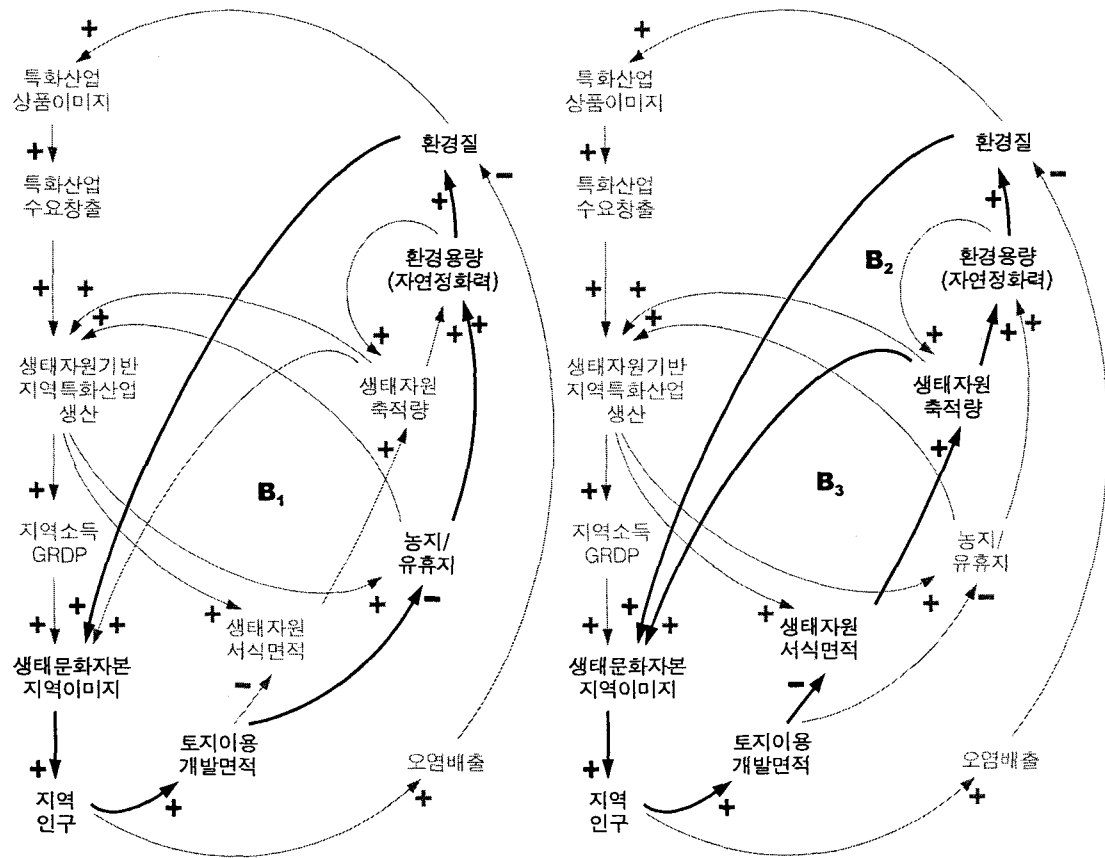 +
특화산업
상품이미지
+
특화산업
수요창출
+
+
+
생태자원기반
지역특화산업
생산
+
지역소득
GRDP
+
+
+
생태문화자본
지역이미지
+
지역
인구
환경질
−
+
환경용량
(자연정화력)
+
+
+
생태자원
축적량
+
B1
농지/
유휴지
−
+
+
생태자원
서식면적
−
토지이용
개발면적
+
오염배출
+
+
특화산업
상품이미지
+
특화산업
수요창출
+
+
+
생태자원기반
지역특화산업
생산
+
지역소득
GRDP
+
+
+
생태문화자본
지역이미지
+
지역
인구
환경질
−
+
B2
환경용량
(자연정화력)
+
+
+
생태자원
축적량
+
B3
농지/
유휴지
−
+
+
생태자원
서식면적
−
토지이용
개발면적
+
오염배출
+